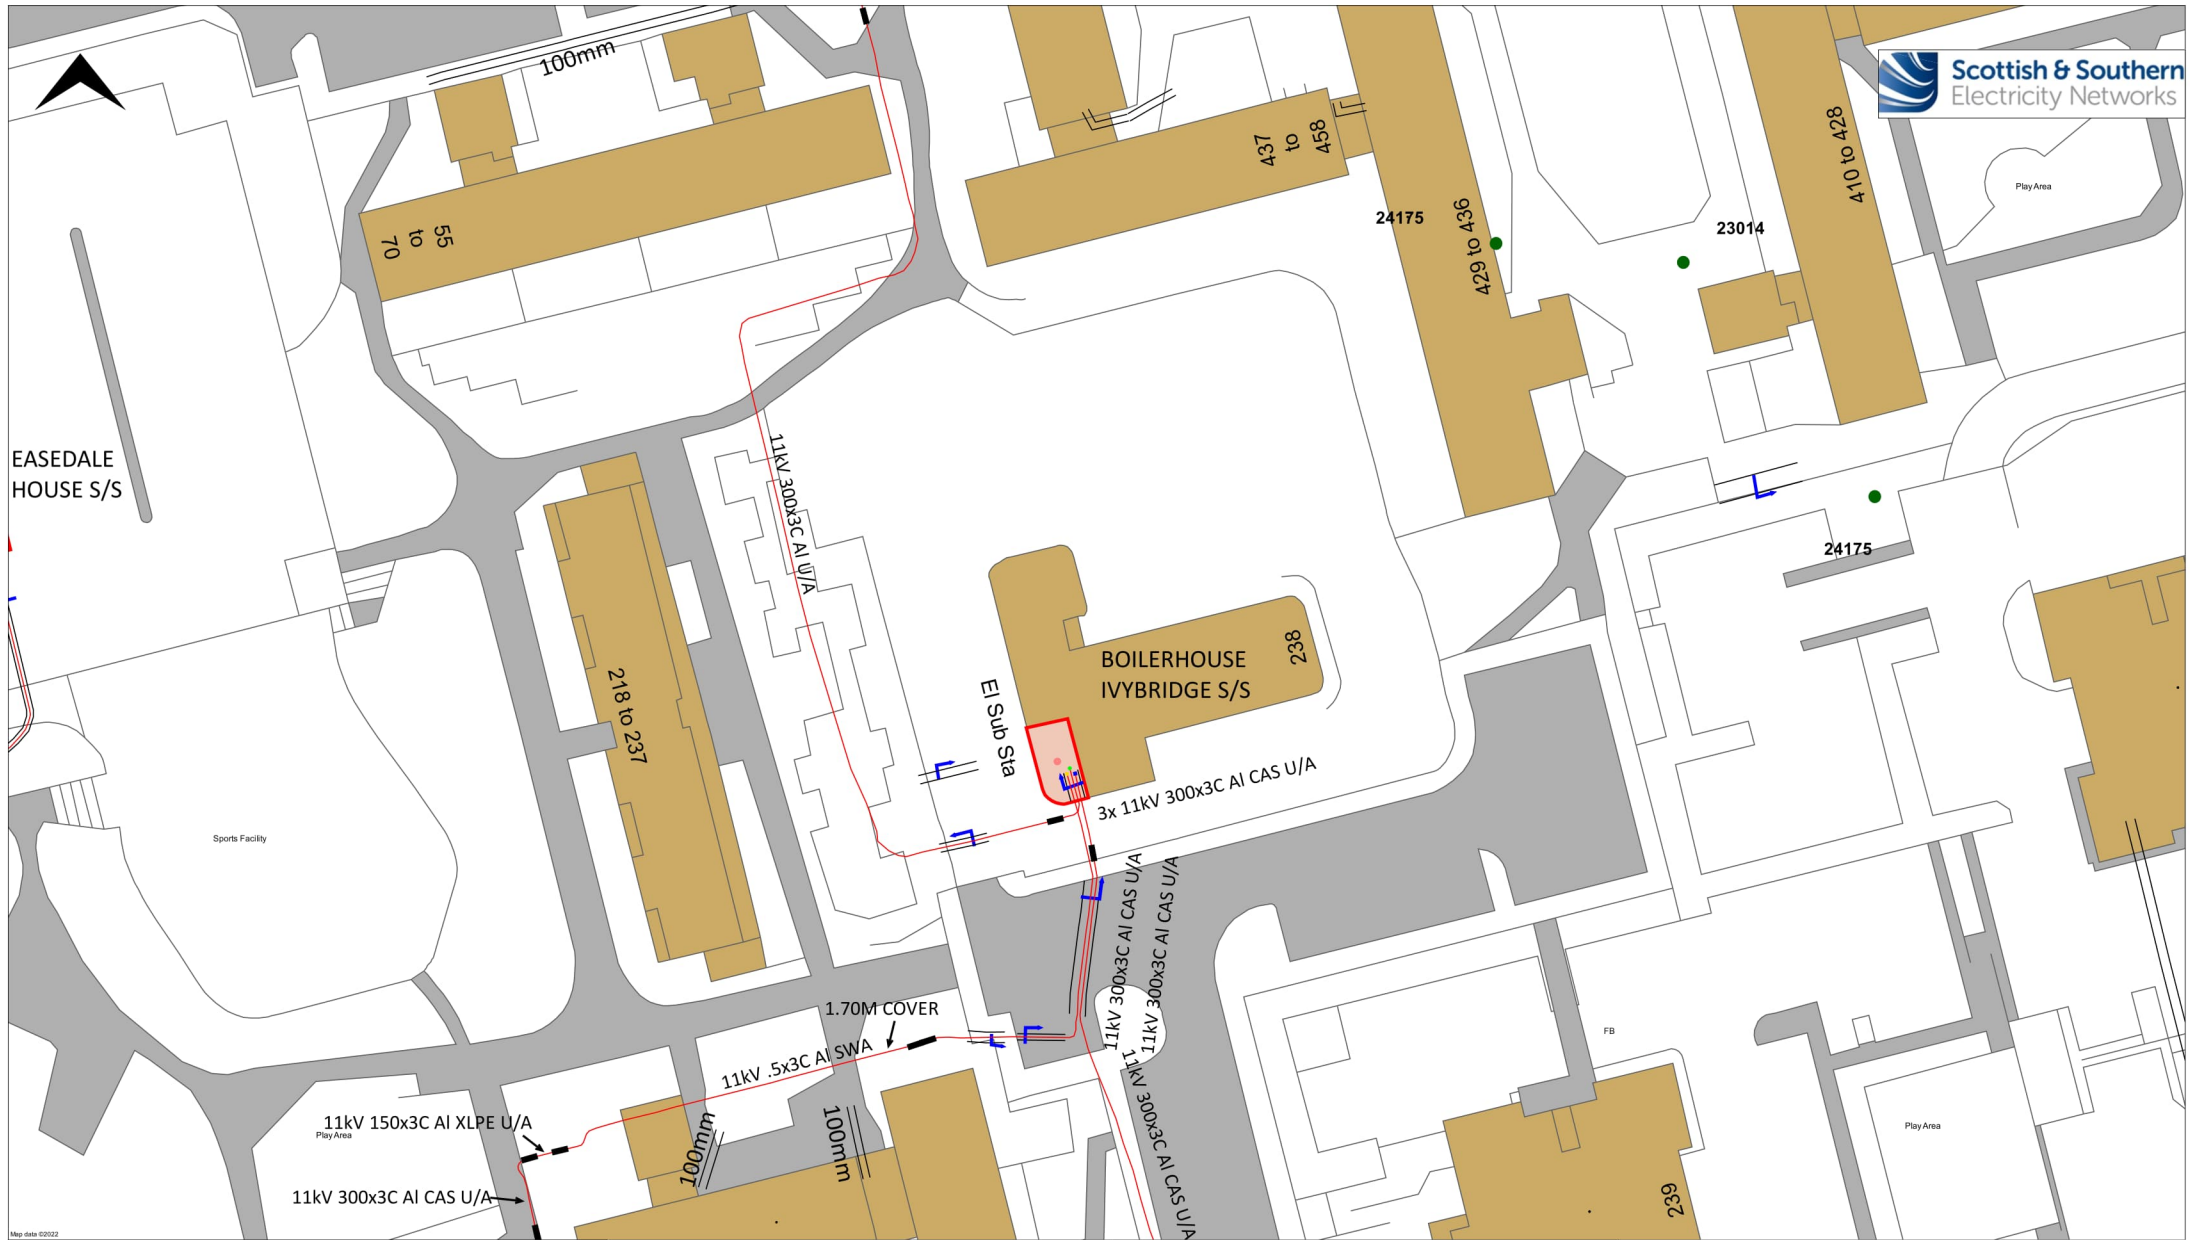 100mm
Scottish & Southern
Electricity Networks
437
to
458
410 to 428
Play Area
55
to
70
24175
429 to 436
23014
EASEDALE
HOUSE S/S
11kV 300x3C Al U/A
24175
218 to 237
El Sub Sta
BOILERHOUSE
IVYBRIDGE S/S
238
3x 11kV 300x3C Al CAS U/A
Sports Facility
11kV 300x3C Al CAS U/A
11kV 300x3C Al CAS U/A
1.70M COVER
11kV .5x3C Al SWA
11kV 300x3C Al CAS U/A
FB
11kV 150x3C Al XLPE U/A
Play Area
100mm
100mm
Play Area
11kV 300x3C Al CAS U/A
239
Map data ©2022